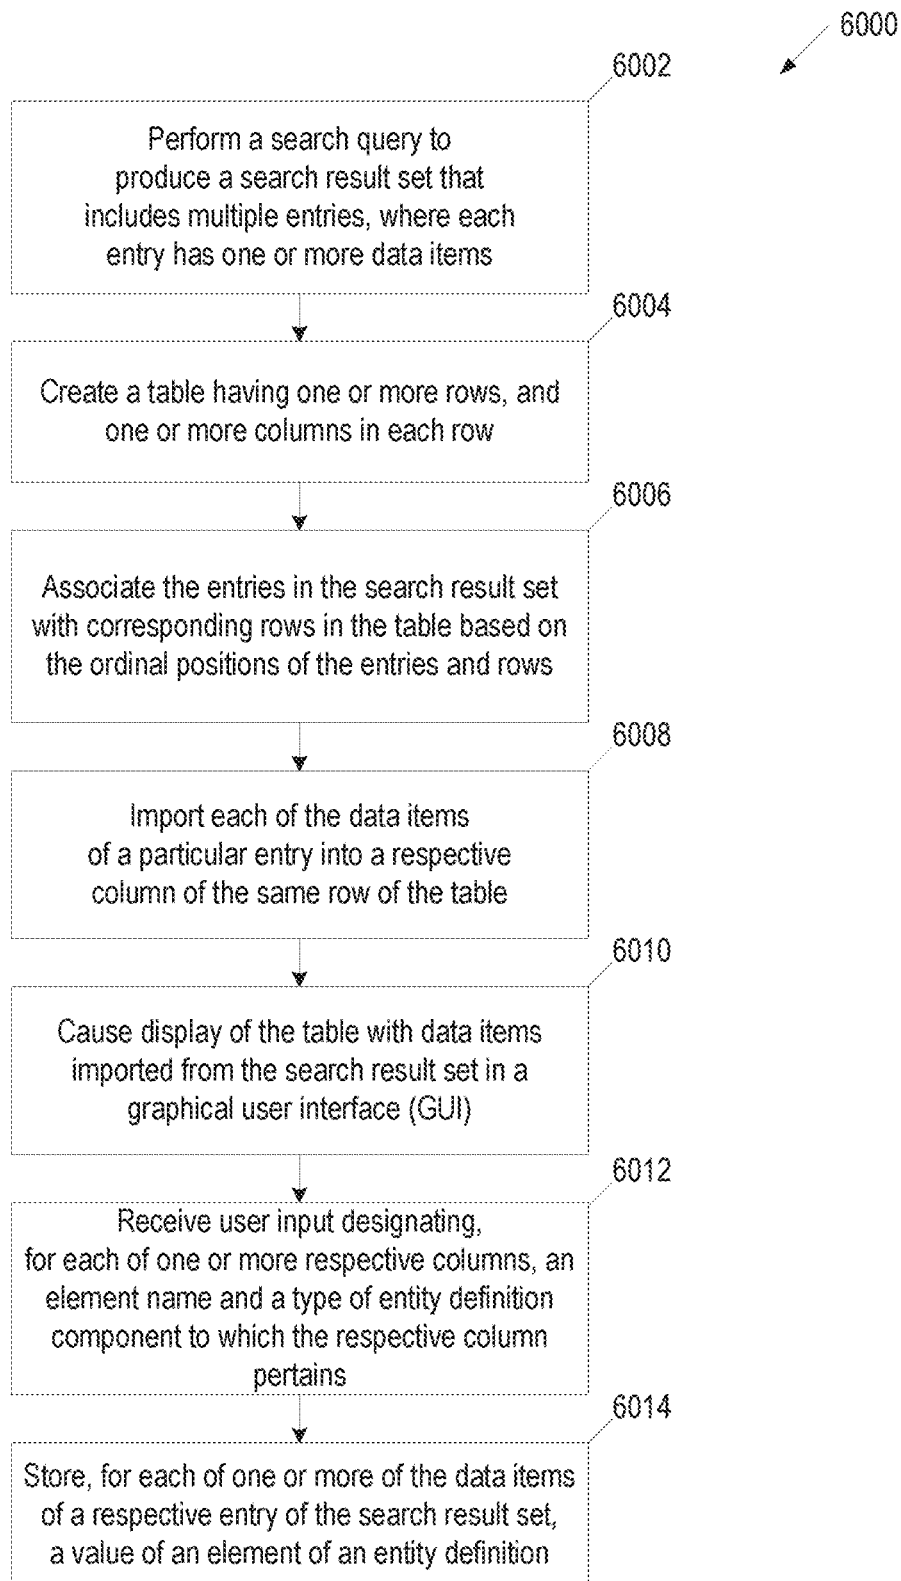 6000
6002
Perform a search query to
produce a search result set that
includes multiple entries, where each
entry has one or more data items
6004
Create a table having one or more rows, and
one or more columns in each row
6006
Associate the entries in the search result set
with corresponding rows in the table based on
the ordinal positions of the entries and rows
6008
Import each of the data items
of a particular entry into a respective
column of the same row of the table
6010
Cause display of the table with data items
imported from the search result set in a
graphical user interface (GUI)
6012
Receive user input designating,
for each of one or more respective columns, an
element name and a type of entity definition
component to which the respective column
pertains
6014
Store, for each of one or more of the data items
of a respective entry of the search result set,
a value of an element of an entity definition